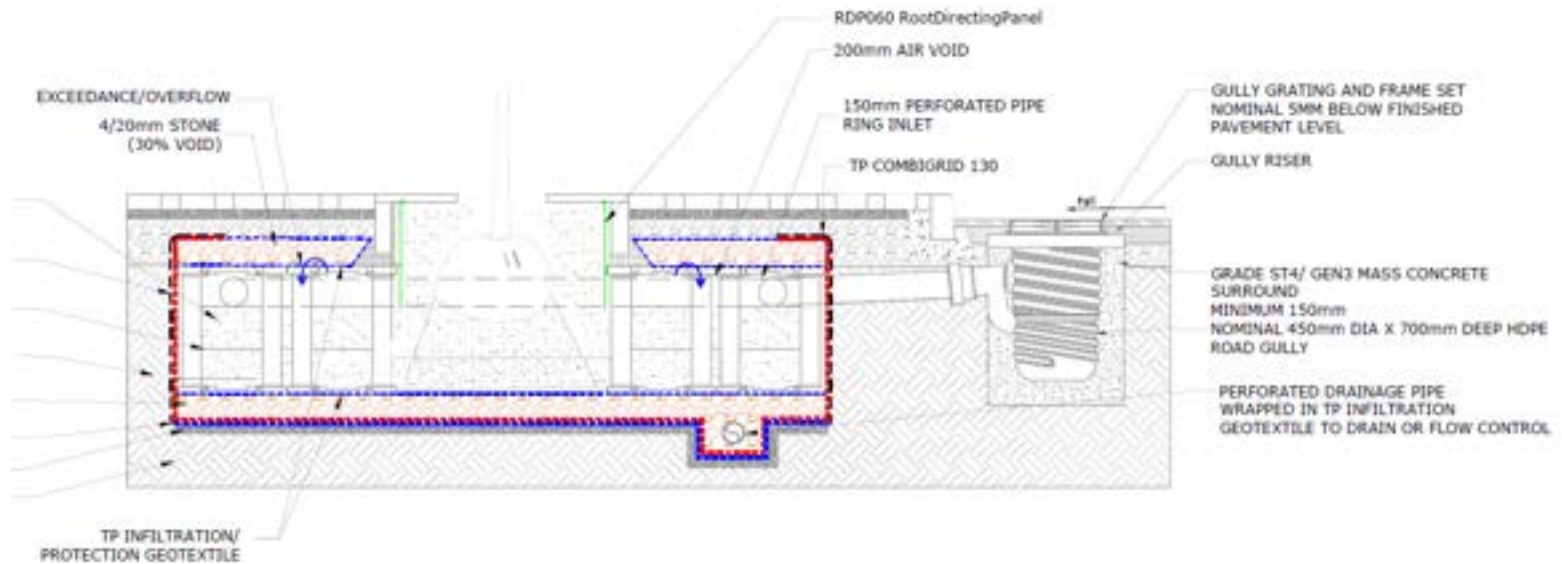 RDP060 RootDirectingPanel
200mm AIR VOID
EXCEEDANCE/OVERFLOW
4/20mm STONE
(30% VOID)
150mm PERFORATED PIPE
RING INLET
TP COMBIGRID 130
GULLY GRATING AND FRAME SET
NOMINAL 5MM BELOW FINISHED
PAVEMENT LEVEL
GULLY RISER
Fall
GRADE ST4/ GEN3 MASS CONCRETE
SURROUND
MINIMUM 150mm
NOMINAL 450mm DIA X 700mm DEEP HDPE
ROAD GULLY
PERFORATED DRAINAGE PIPE
WRAPPED IN TP INFILTRATION
GEOTEXTILE TO DRAIN OR FLOW CONTROL
TP INFILTRATION/
PROTECTION GEOTEXTILE